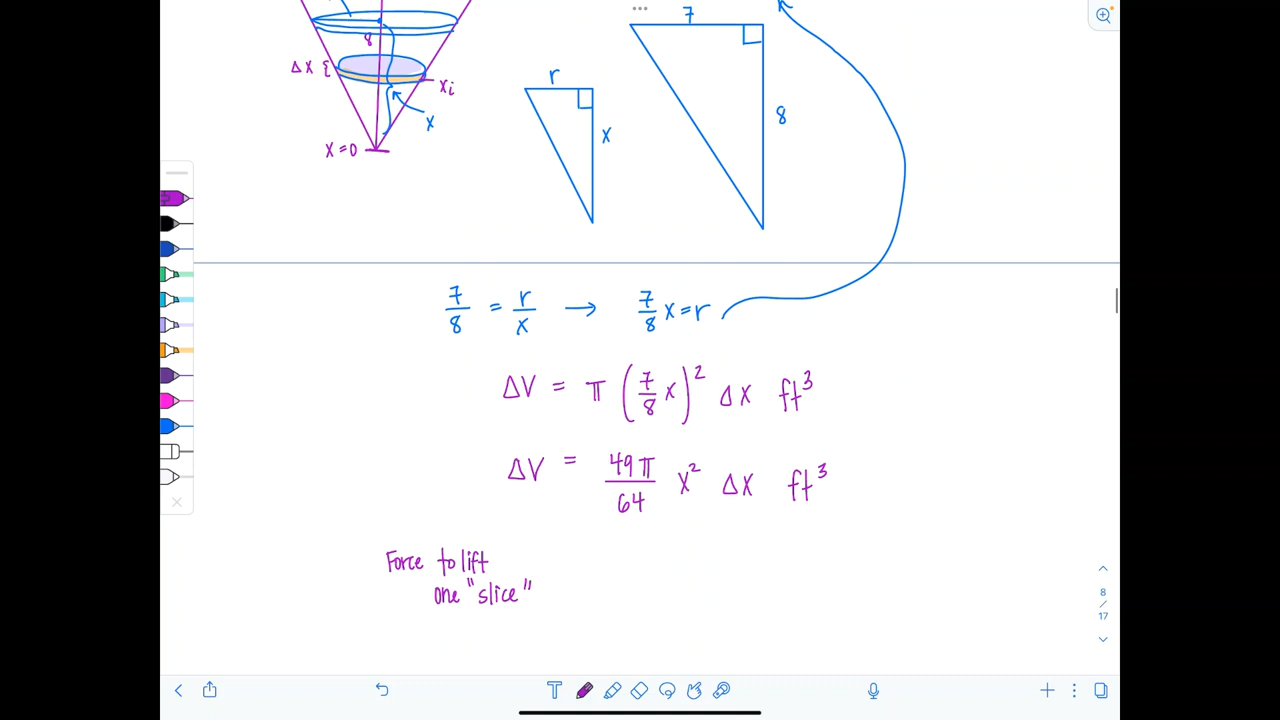 7
8
Δx {
xi
r
x
8
x
x=0
7/8 = r/x → 7/8 x = r
ΔV = π (7/8 x)² Δx ft³
ΔV = 49π/64 x² Δx ft³
Force to lift
one "slice"
8
/
17
T